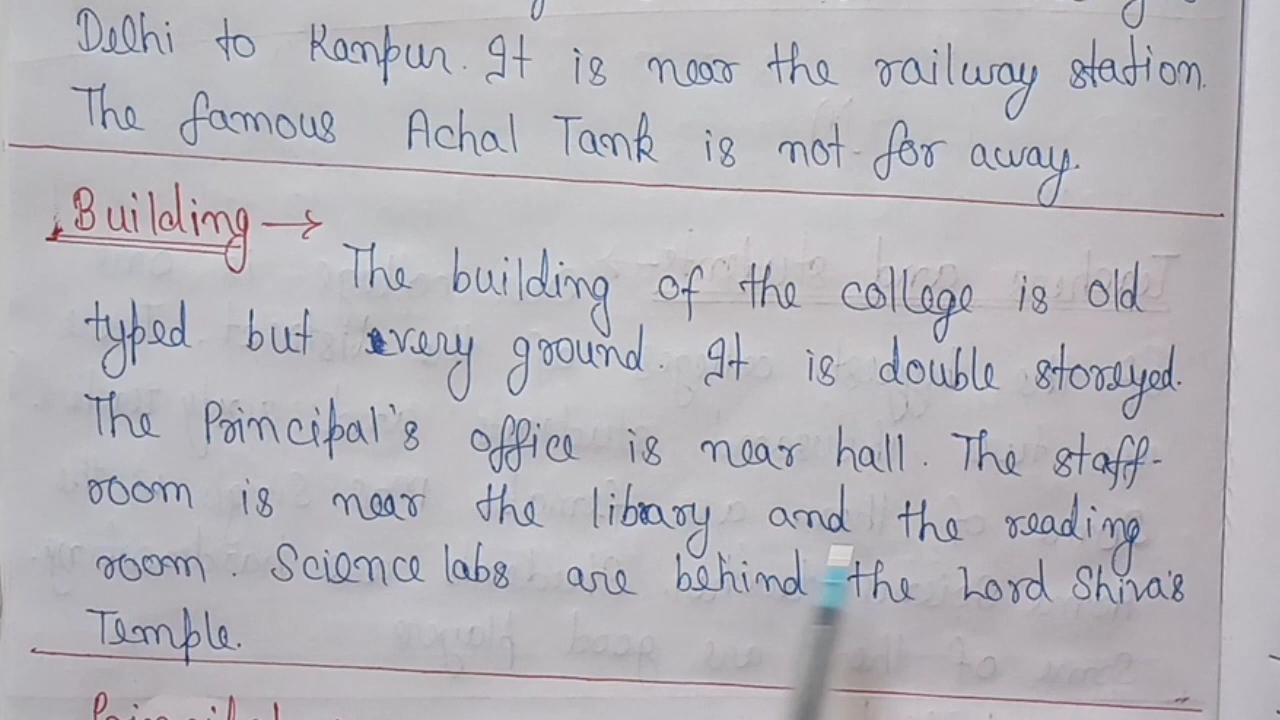 Delhi to Kanpur. It is near the railway station.
The famous Achal Tank is not for away.
Building →
The building of the college is old
typed but very ground. It is double storeyed.
The Principal's office is near hall. The staff-
room is near the library and the reading
room. Science labs are behind the Lord Shiva's
Temple.